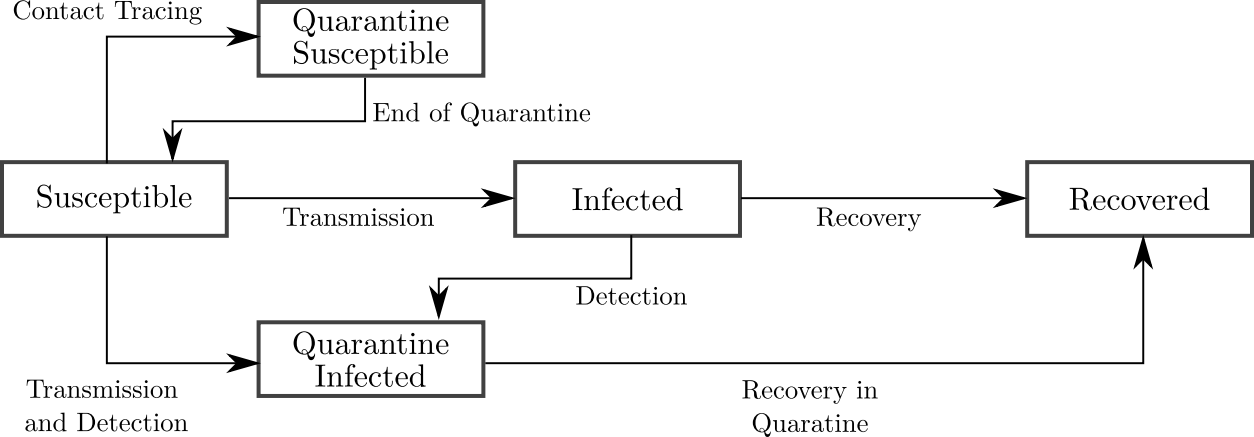 Contact Tracing
Quarantine
Susceptible
End of Quarantine
Susceptible
Transmission
Infected
Recovery
Recovered
Detection
Quarantine
Infected
Transmission
and Detection
Recovery in
Quaratine